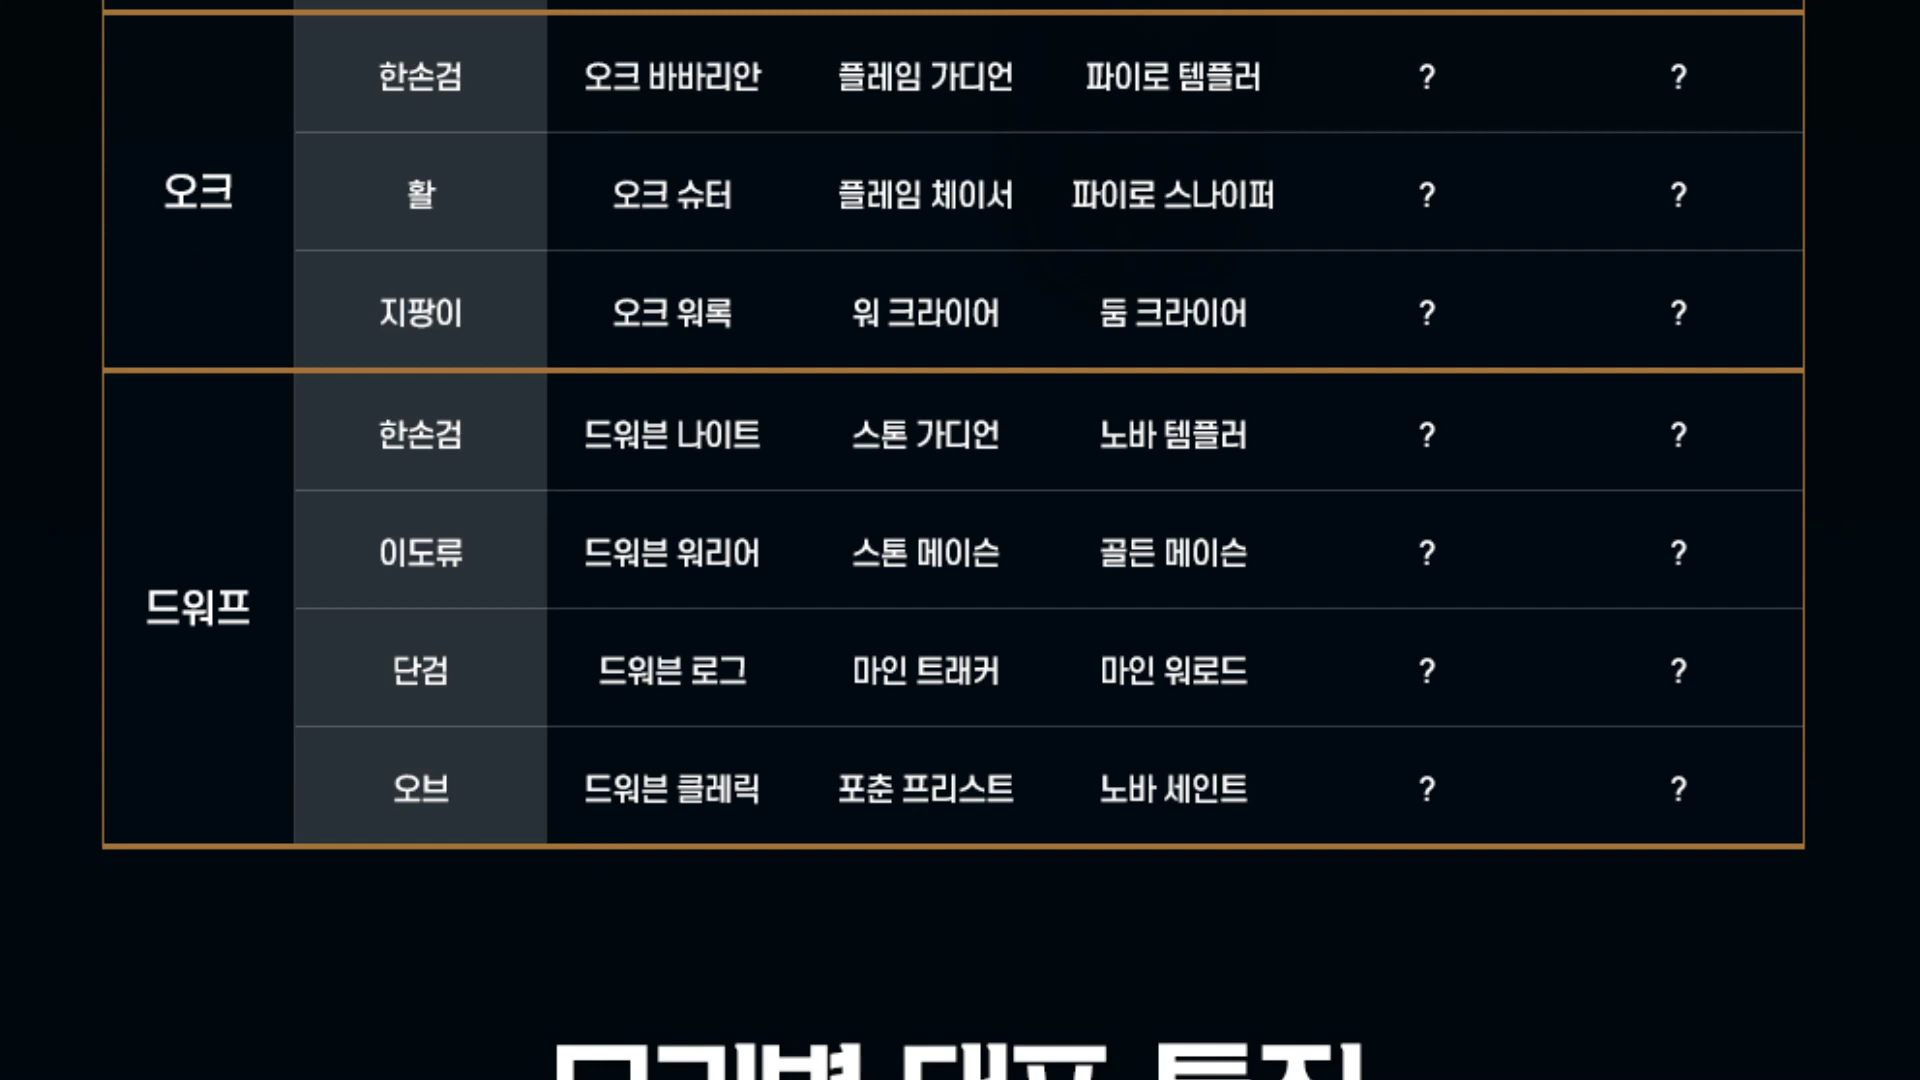 오크
한손검 오크 바바리안 플레임 가디언 파이로 템플러 ? ?
활 오크 슈터 플레임 체이서 파이로 스나이퍼 ? ?
지팡이 오크 워록 워 크라이어 둠 크라이어 ? ?
드워프
한손검 드워븐 나이트 스톤 가디언 노바 템플러 ? ?
이도류 드워븐 워리어 스톤 메이슨 골든 메이슨 ? ?
단검 드워븐 로그 마인 트래커 마인 워로드 ? ?
오브 드워븐 클레릭 포춘 프리스트 노바 세인트 ? ?